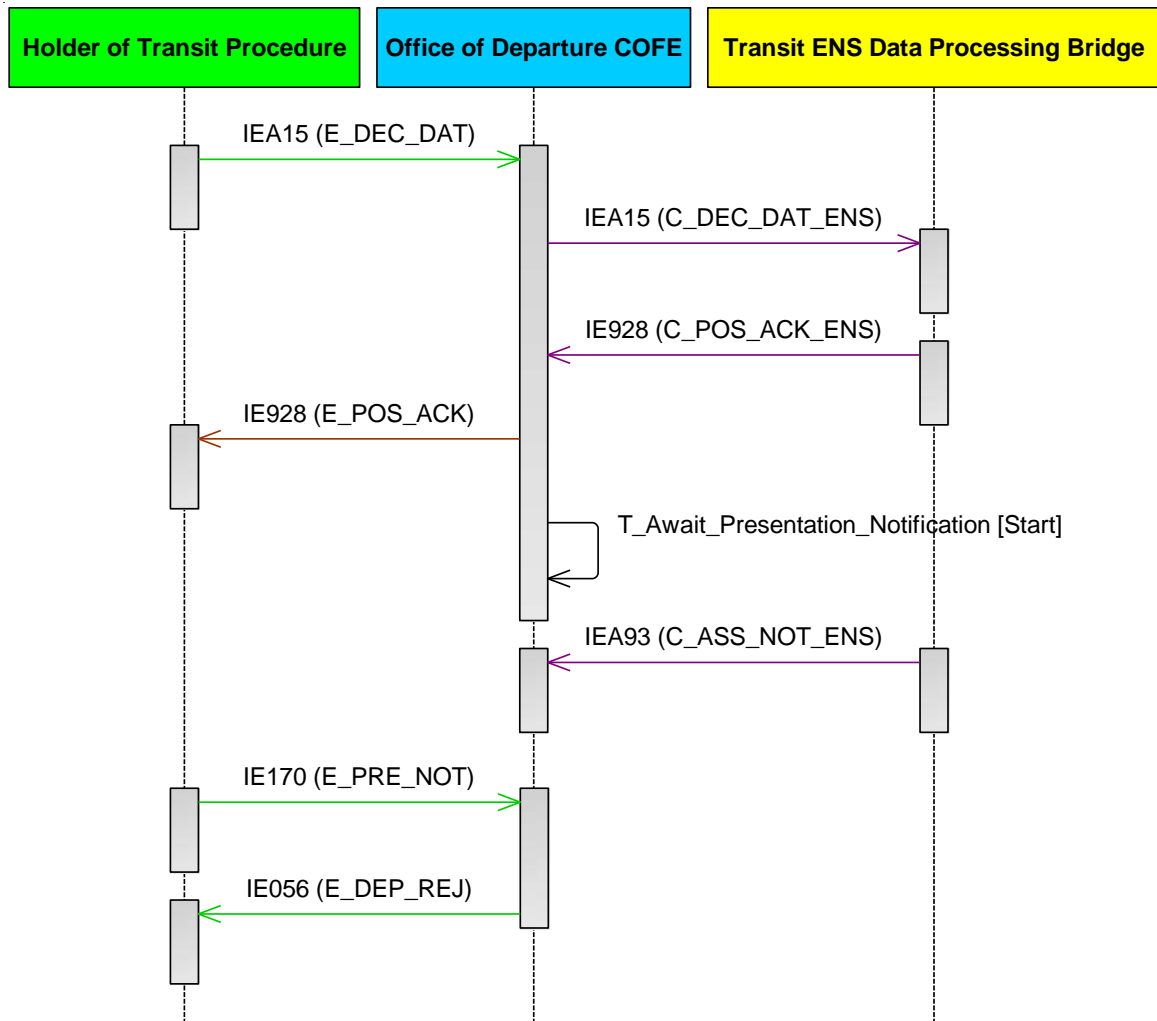 Holder of Transit Procedure
Office of Departure COFE
Transit ENS Data Processing Bridge
IEA15 (E_DEC_DAT)
IEA15 (C_DEC_DAT_ENS)
IE928 (C_POS_ACK_ENS)
IE928 (E_POS_ACK)
T_Await_Presentation_Notification [Start]
IEA93 (C_ASS_NOT_ENS)
IE170 (E_PRE_NOT)
IE056 (E_DEP_REJ)